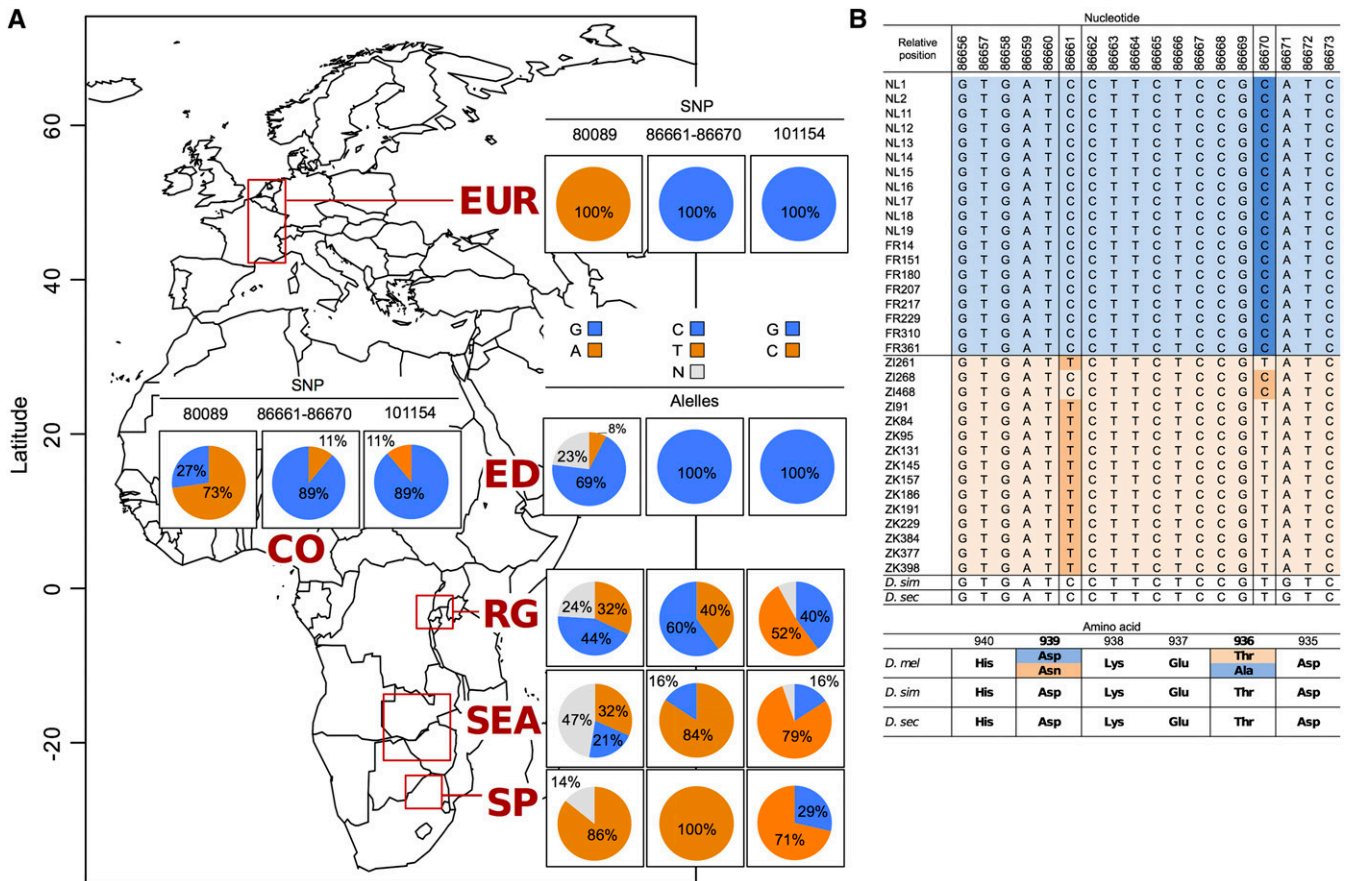 A
Latitude
60
40
20
0
-20
SNP
80089 86661-86670 101154
EUR
100% 100% 100%
G C G
A T C
N
Alelles
SNP
80089 86661-86670 101154
27% 73%
11% 89%
11% 89%
CO
ED
23% 8% 69%
100% 100%
RG
24% 32% 44%
60% 40%
40% 52%
SEA
47% 32% 21%
16% 84%
16% 79%
SP
14% 86%
100%
29% 71%
B
Nucleotide
Relative position 86656 86657 86658 86659 86660 86661 86662 86663 86664 86665 86666 86667 86668 86669 86670 86671 86672 86673
NL1 G T G A T C C T T C T C C G C A T C
NL2 G T G A T C C T T C T C C G C A T C
NL11 G T G A T C C T T C T C C G C A T C
NL12 G T G A T C C T T C T C C G C A T C
NL13 G T G A T C C T T C T C C G C A T C
NL14 G T G A T C C T T C T C C G C A T C
NL15 G T G A T C C T T C T C C G C A T C
NL16 G T G A T C C T T C T C C G C A T C
NL17 G T G A T C C T T C T C C G C A T C
NL18 G T G A T C C T T C T C C G C A T C
NL19 G T G A T C C T T C T C C G C A T C
FR14 G T G A T C C T T C T C C G C A T C
FR151 G T G A T C C T T C T C C G C A T C
FR180 G T G A T C C T T C T C C G C A T C
FR207 G T G A T C C T T C T C C G C A T C
FR217 G T G A T C C T T C T C C G C A T C
FR229 G T G A T C C T T C T C C G C A T C
FR310 G T G A T C C T T C T C C G C A T C
FR361 G T G A T C C T T C T C C G C A T C
ZI261 G T G A T T C T T C T C C G T A T C
ZI268 G T G A T C C T T C T C C G C A T C
ZI468 G T G A T C C T T C T C C G C A T C
ZI91 G T G A T T C T T C T C C G T A T C
ZK84 G T G A T T C T T C T C C G T A T C
ZK95 G T G A T T C T T C T C C G T A T C
ZK131 G T G A T T C T T C T C C G T A T C
ZK145 G T G A T T C T T C T C C G T A T C
ZK157 G T G A T T C T T C T C C G T A T C
ZK186 G T G A T T C T T C T C C G T A T C
ZK191 G T G A T T C T T C T C C G T A T C
ZK229 G T G A T T C T T C T C C G T A T C
ZK384 G T G A T T C T T C T C C G T A T C
ZK377 G T G A T T C T T C T C C G T A T C
ZK398 G T G A T T C T T C T C C G T A T C
D. sim G T G A T C C T T C T C C G T G T C
D. sec G T G A T C C T T C T C C G T G T C
Amino acid
940 939 938 937 936 935
D. mel His Asp Asn Lys Glu Thr Ala Asp
D. sim His Asp Lys Glu Thr Asp
D. sec His Asp Lys Glu Thr Asp